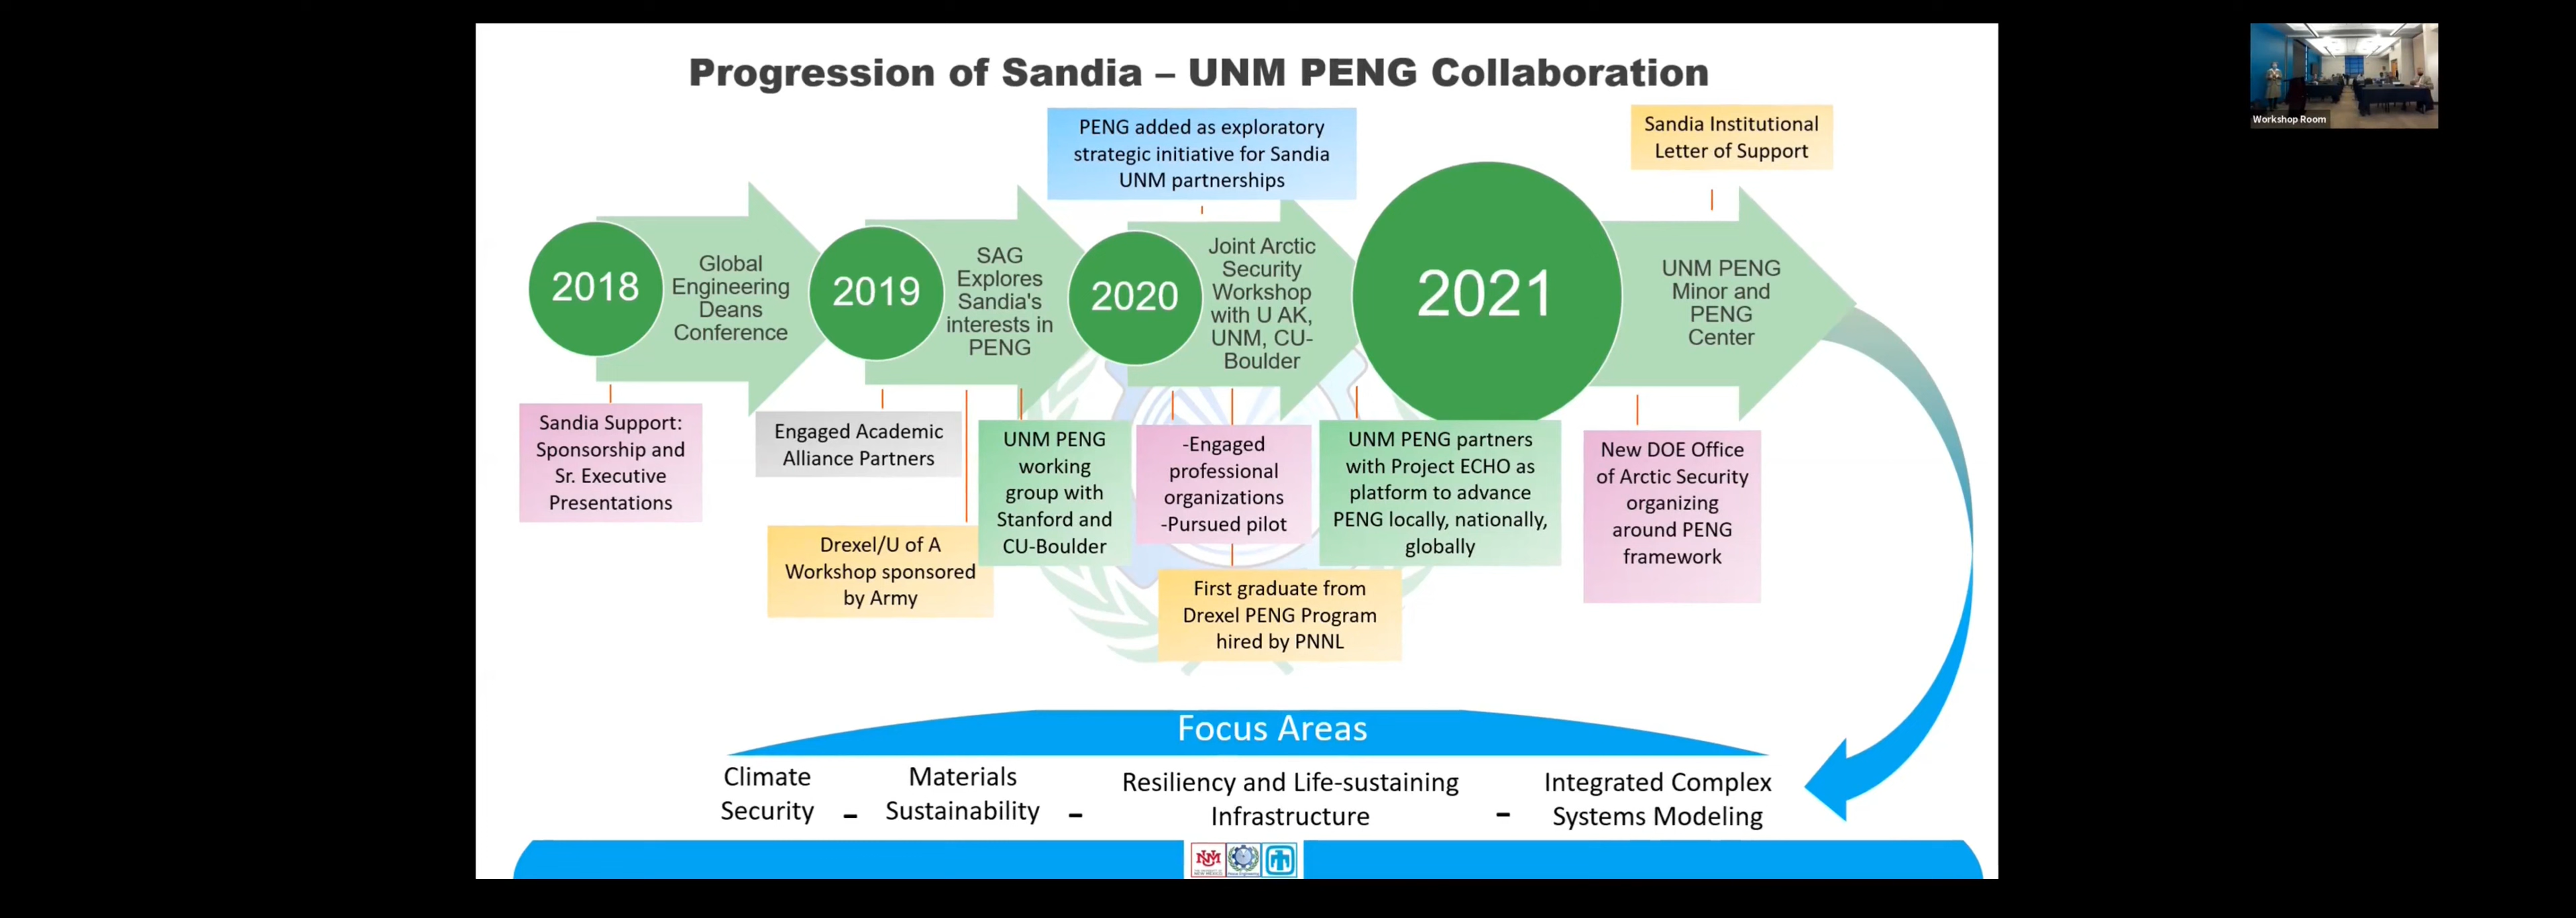 Progression of Sandia – UNM PENG Collaboration
PENG added as exploratory
strategic initiative for Sandia
UNM partnerships
Sandia Institutional
Letter of Support
2018
Global
Engineering
Deans
Conference
2019
SAG
Explores
Sandia's
interests in
PENG
2020
Joint Arctic
Security
Workshop
with U AK,
UNM, CU-
Boulder
2021
UNM PENG
Minor and
PENG
Center
Sandia Support:
Sponsorship and
Sr. Executive
Presentations
Engaged Academic
Alliance Partners
Drexel/U of A
Workshop sponsored
by Army
UNM PENG
working
group with
Stanford and
CU-Boulder
-Engaged
professional
organizations
-Pursued pilot
First graduate from
Drexel PENG Program
hired by PNNL
UNM PENG partners
with Project ECHO as
platform to advance
PENG locally, nationally,
globally
New DOE Office
of Arctic Security
organizing
around PENG
framework
Focus Areas
Climate
Security -
Materials
Sustainability -
Resiliency and Life-sustaining
Infrastructure -
Integrated Complex
Systems Modeling
UNM
NEW MEXICO
Workshop Room